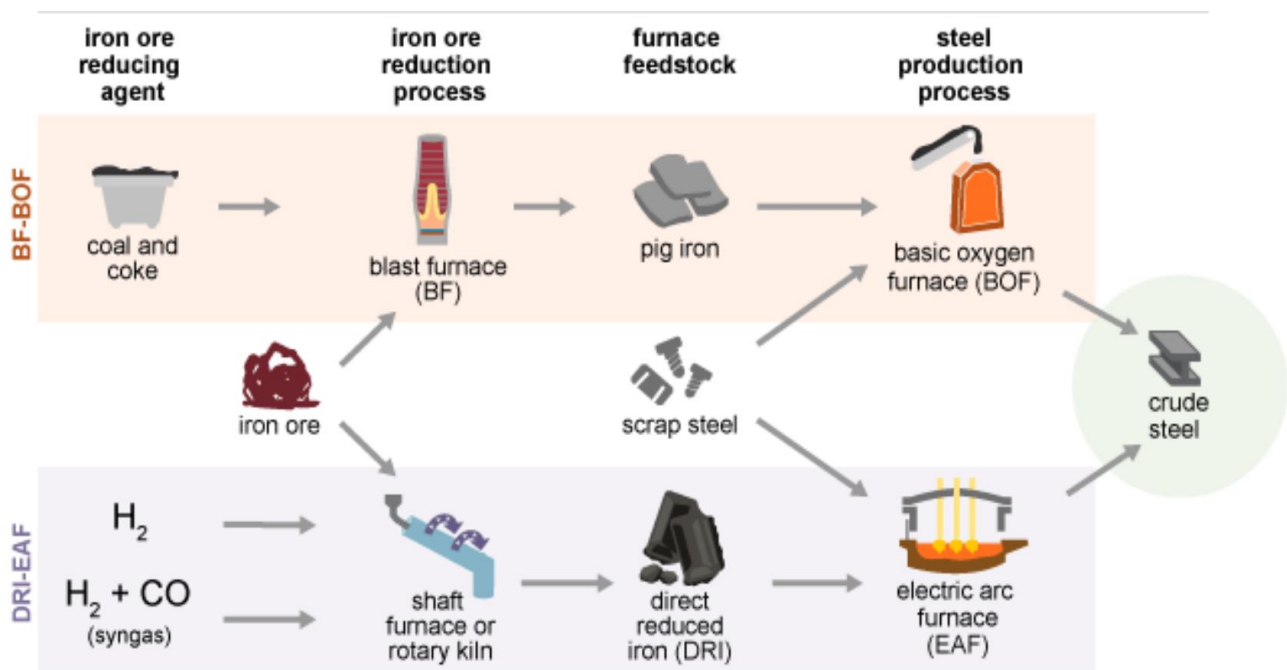 iron ore
reducing
agent
iron ore
reduction
process
furnace
feedstock
steel
production
process
BF-BOF
coal and
coke
blast furnace
(BF)
pig iron
basic oxygen
furnace (BOF)
iron ore
scrap steel
crude
steel
DRI-EAF
H₂
H₂ + CO
(syngas)
shaft
furnace or
rotary kiln
direct
reduced
iron (DRI)
electric arc
furnace
(EAF)